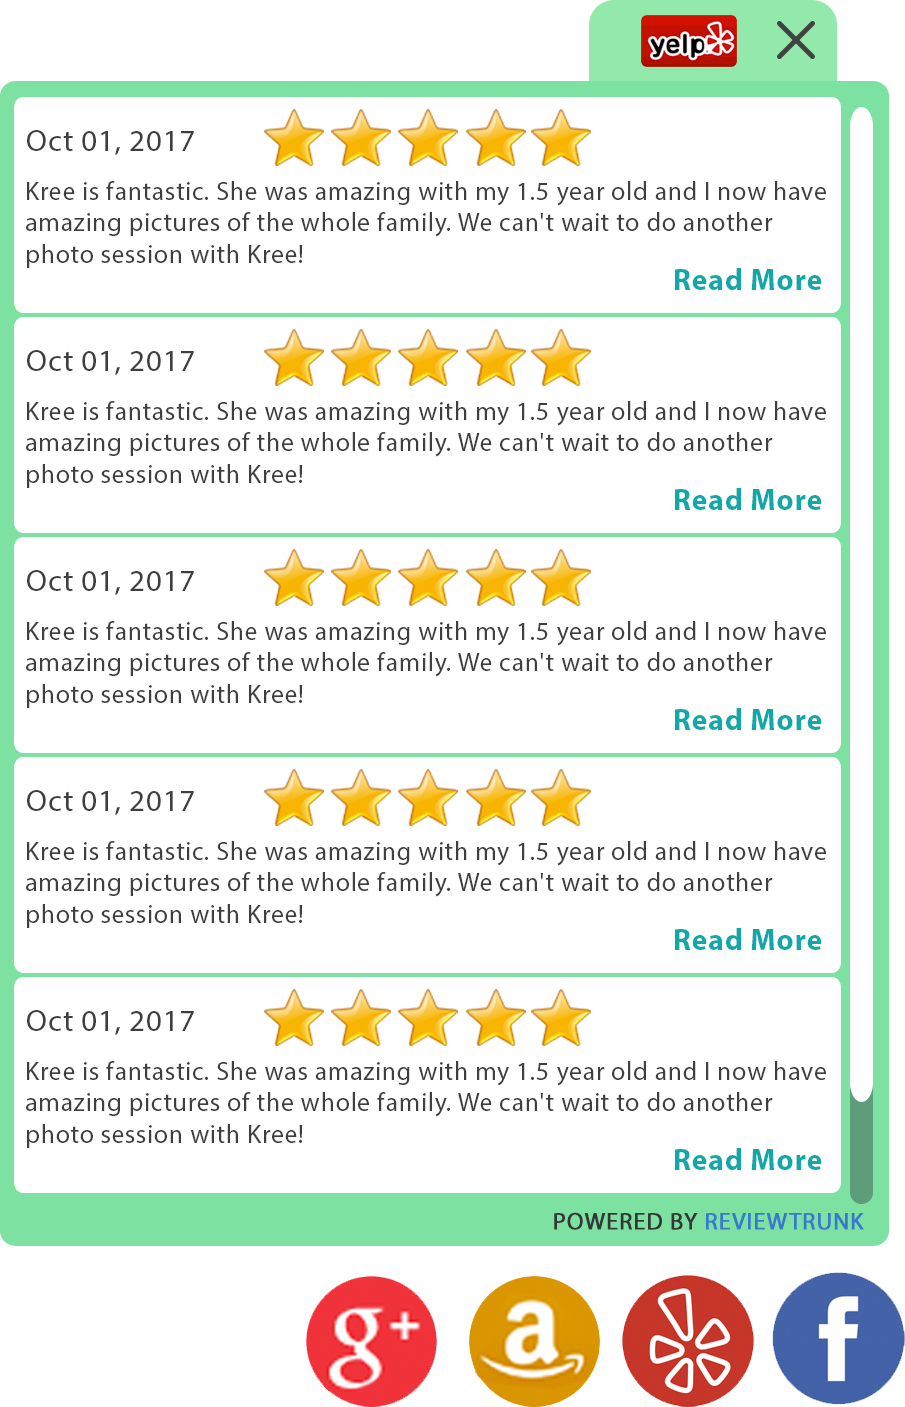 yelp
Oct 01, 2017
Kree is fantastic. She was amazing with my 1.5 year old and I now have
amazing pictures of the whole family. We can't wait to do another
photo session with Kree!
Read More
Oct 01, 2017
Kree is fantastic. She was amazing with my 1.5 year old and I now have
amazing pictures of the whole family. We can't wait to do another
photo session with Kree!
Read More
Oct 01, 2017
Kree is fantastic. She was amazing with my 1.5 year old and I now have
amazing pictures of the whole family. We can't wait to do another
photo session with Kree!
Read More
Oct 01, 2017
Kree is fantastic. She was amazing with my 1.5 year old and I now have
amazing pictures of the whole family. We can't wait to do another
photo session with Kree!
Read More
Oct 01, 2017
Kree is fantastic. She was amazing with my 1.5 year old and I now have
amazing pictures of the whole family. We can't wait to do another
photo session with Kree!
Read More
POWERED BY REVIEWTRUNK
g+ a f